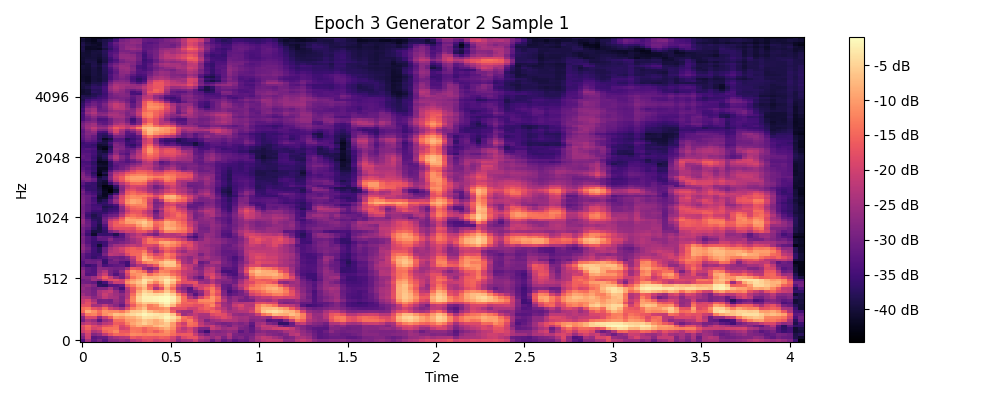 Epoch 3 Generator 2 Sample 1
Hz
4096
2048
1024
512
0
0 0.5 1 1.5 2 2.5 3 3.5 4
Time
-5 dB
-10 dB
-15 dB
-20 dB
-25 dB
-30 dB
-35 dB
-40 dB